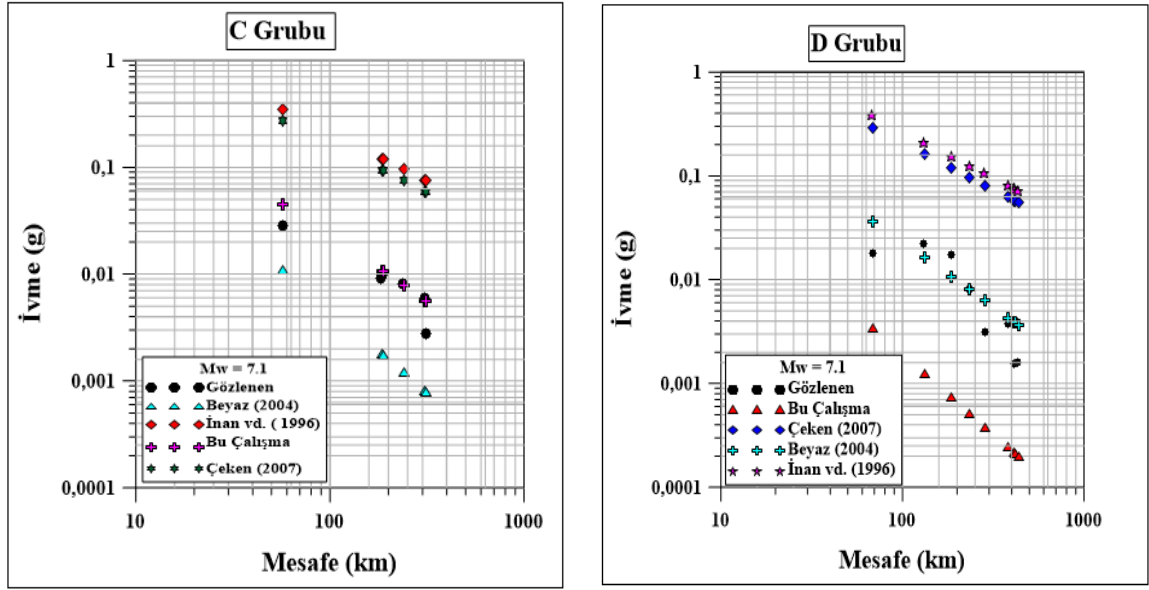 C Grubu
1
0,1
0,01
0,001
0,0001
İvme (g)
Mw = 7.1
Gözlenen
Beyaz (2004)
İnan vd. ( 1996)
Bu Çalışma
Çeken (2007)
10
100
1000
Mesafe (km)
D Grubu
1
0,1
0,01
0,001
0,0001
İvme (g)
Mw = 7.1
Gözlenen
Bu Çalışma
Çeken (2007)
Beyaz (2004)
İnan vd. (1996)
10
100
1000
Mesafe (km)